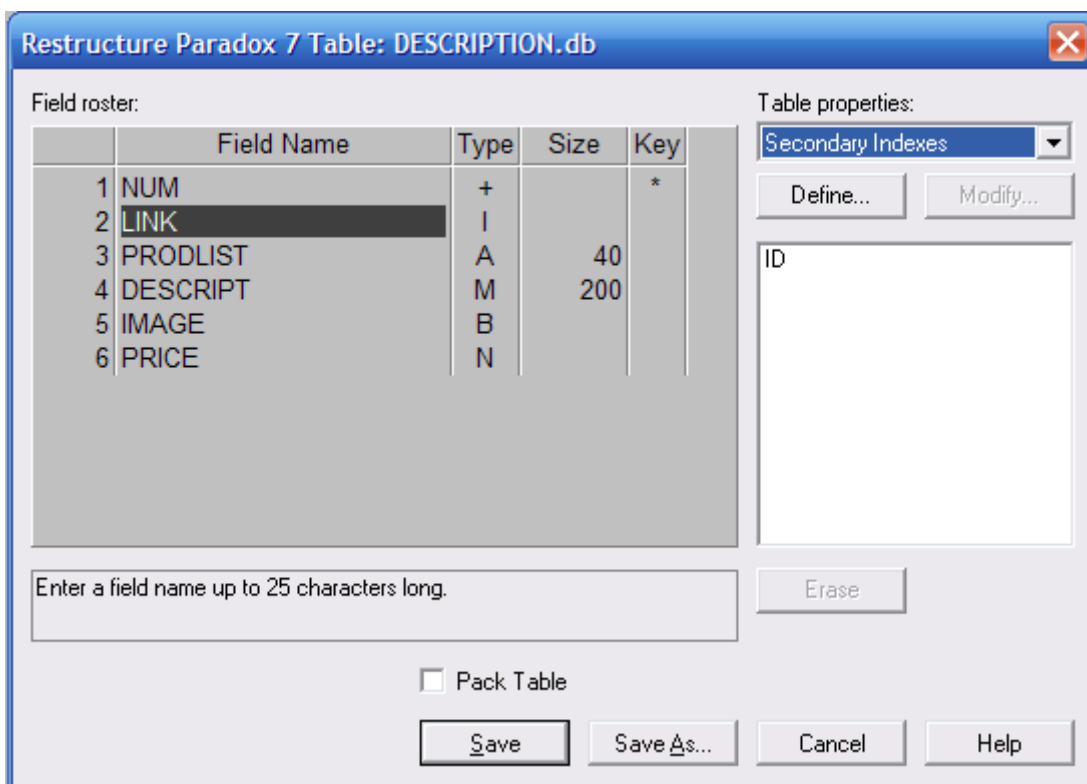 Restructure Paradox 7 Table: DESCRIPTION.db
Field roster:
Field Name Type Size Key
1 NUM + *
2 LINK I
3 PRODLIST A 40
4 DESCRIPT M 200
5 IMAGE B
6 PRICE N
Enter a field name up to 25 characters long.
Table properties:
Secondary Indexes
Define... Modify...
ID
Erase
Pack Table
Save Save As... Cancel Help